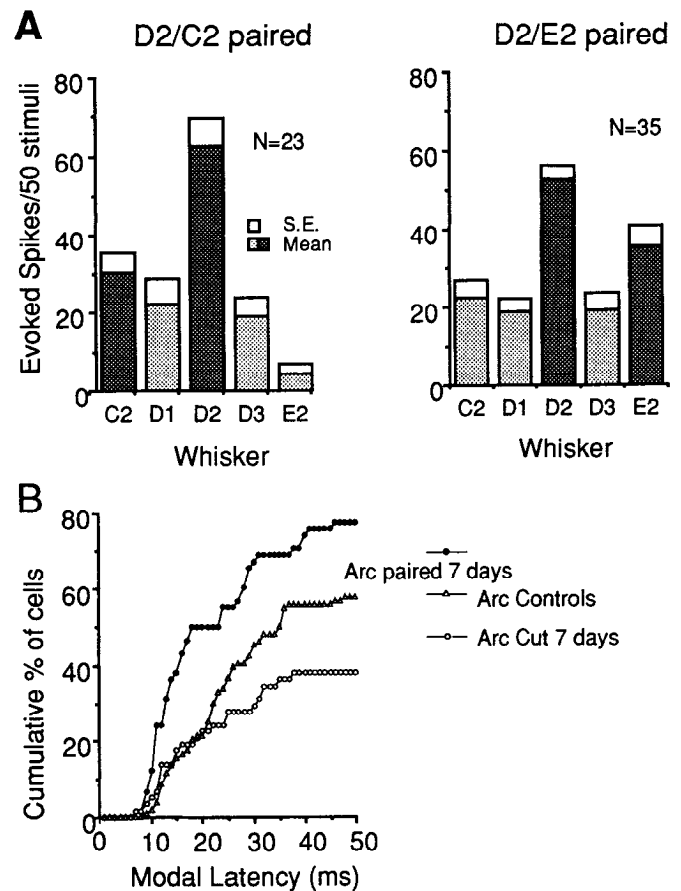 A
D2/C2 paired
D2/E2 paired
Evoked Spikes/50 stimuli
80
60
40
20
0
N=23
S.E.
Mean
C2 D1 D2 D3 E2
Whisker
80
60
40
20
0
N=35
C2 D1 D2 D3 E2
Whisker
B
Cumulative % of cells
80
60
40
20
0
Arc paired 7 days
Arc Controls
Arc Cut 7 days
0 10 20 30 40 50
Modal Latency (ms)